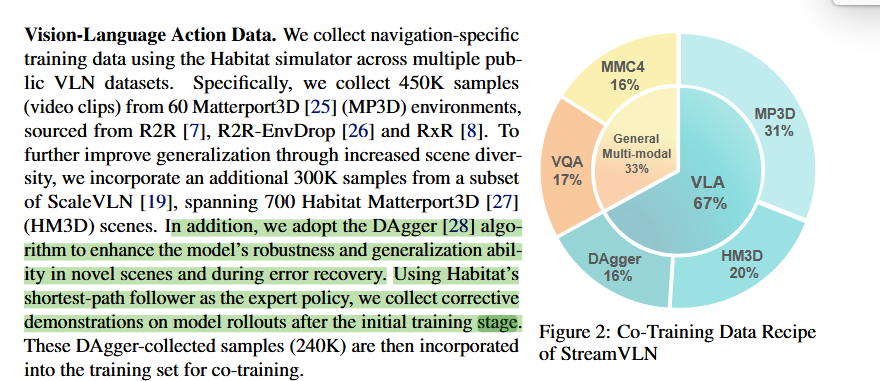 Vision-Language Action Data. We collect navigation-specific
training data using the Habitat simulator across multiple pub-
lic VLN datasets. Specifically, we collect 450K samples
(video clips) from 60 Matterport3D [25] (MP3D) environments,
sourced from R2R [7], R2R-EnvDrop [26] and RxR [8]. To
further improve generalization through increased scene diver-
sity, we incorporate an additional 300K samples from a subset
of ScaleVLN [19], spanning 700 Habitat Matterport3D [27]
(HM3D) scenes. In addition, we adopt the DAgger [28] algo-
rithm to enhance the model's robustness and generalization abil-
ity in novel scenes and during error recovery. Using Habitat's
shortest-path follower as the expert policy, we collect corrective
demonstrations on model rollouts after the initial training stage.
These DAgger-collected samples (240K) are then incorporated
into the training set for co-training.
MMC4
16%
MP3D
31%
General
Multi-modal
33%
VQA
17%
VLA
67%
DAgger
16%
HM3D
20%
Figure 2: Co-Training Data Recipe
of StreamVLN